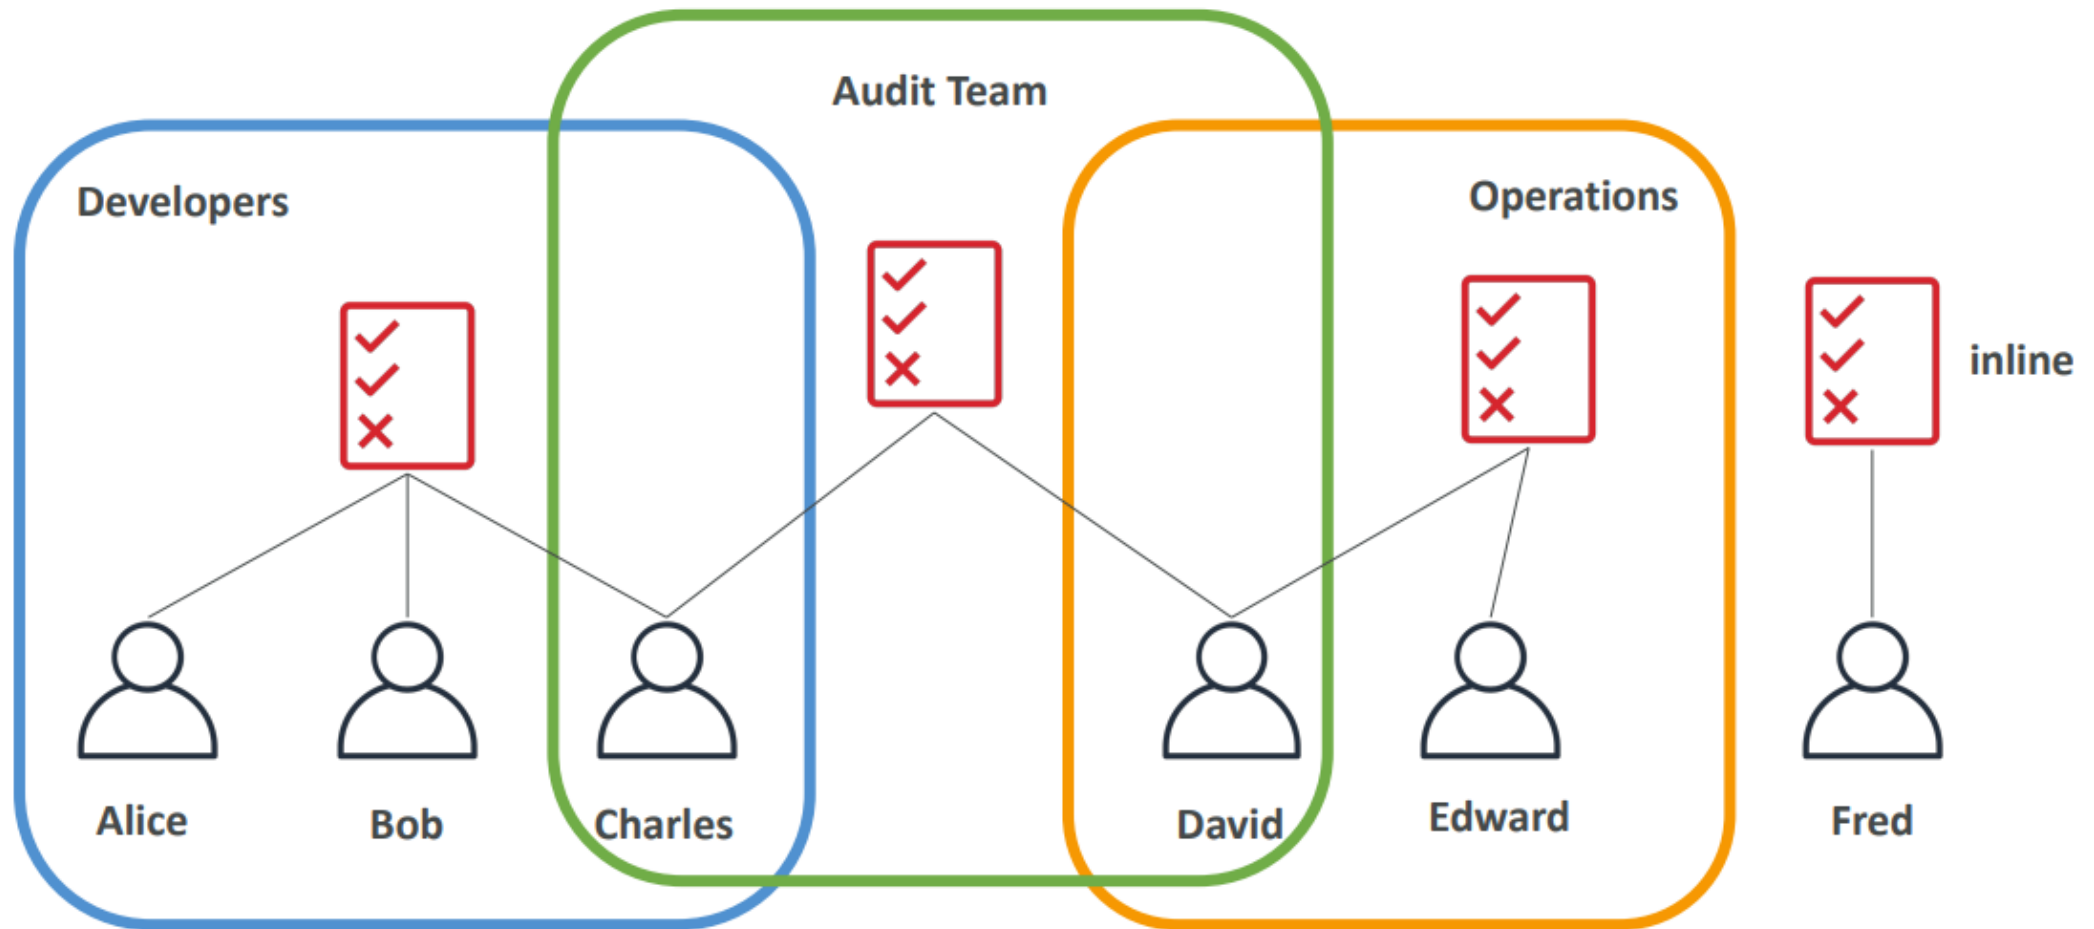 Audit Team
Developers
Operations
inline
Alice
Bob
Charles
David
Edward
Fred